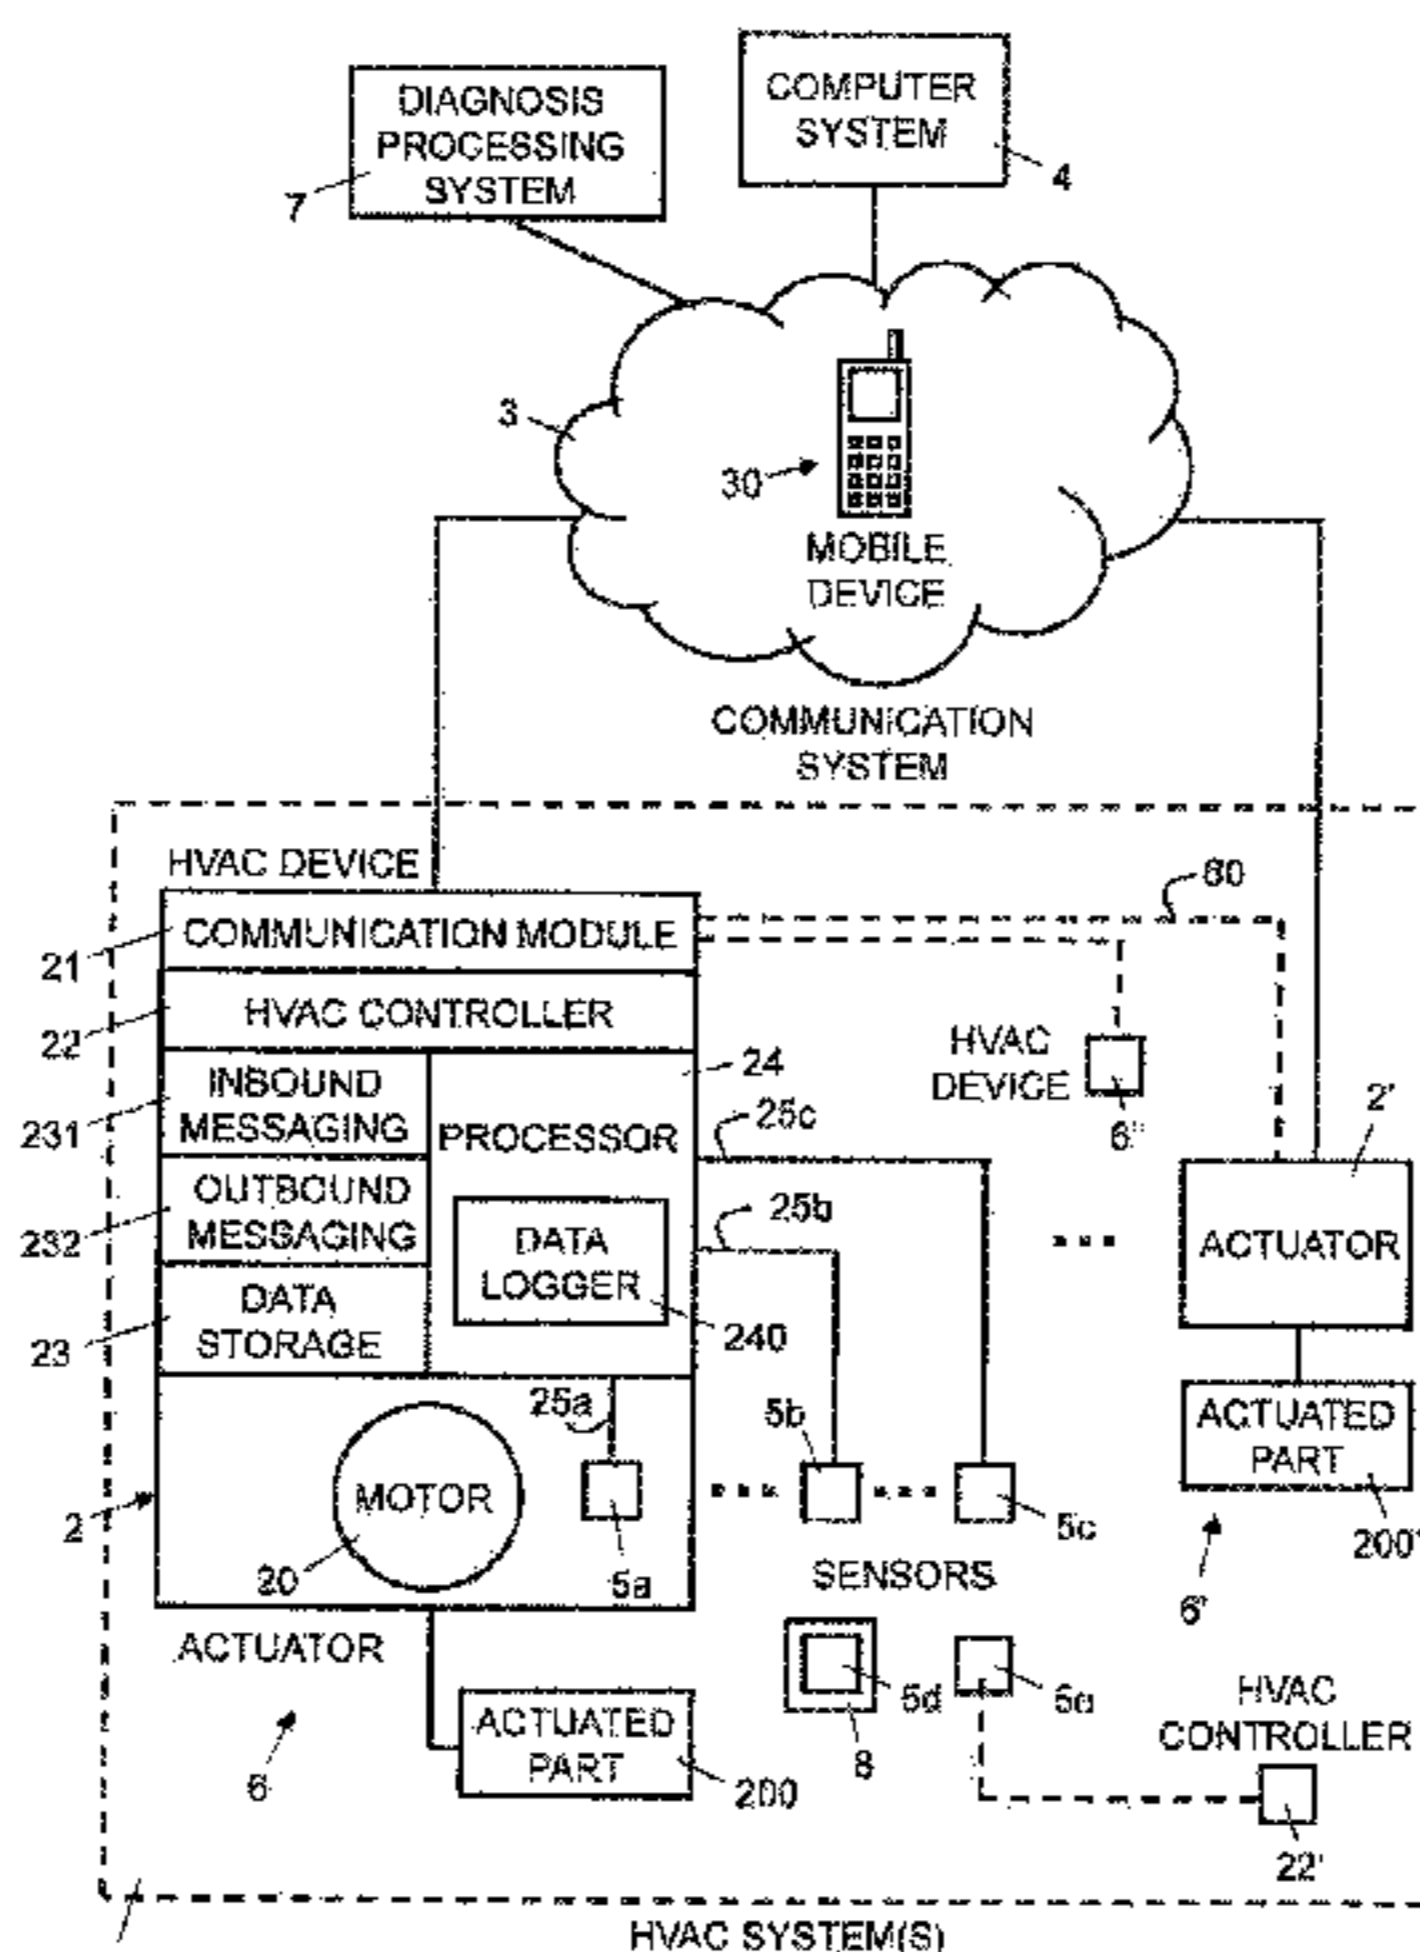 DIAGNOSIS
PROCESSING
SYSTEM
7
COMPUTER
SYSTEM
4
3
30
MOBILE
DEVICE
COMMUNICATION
SYSTEM
HVAC DEVICE
60
COMMUNICATION MODULE
21
HVAC CONTROLLER
22
INBOUND
MESSAGING
231
24
PROCESSOR
25c
HVAC
DEVICE
6"
2'
OUTBOUND
MESSAGING
232
DATA
LOGGER
240
25b
ACTUATOR
DATA
STORAGE
23
25a
5b
ACTUATED
PART
MOTOR
2
20
5a
5c
200'
SENSORS
6'
ACTUATOR
5d
5e
HVAC
CONTROLLER
ACTUATED
PART
6
200
8
22'
HVAC SYSTEM(S)